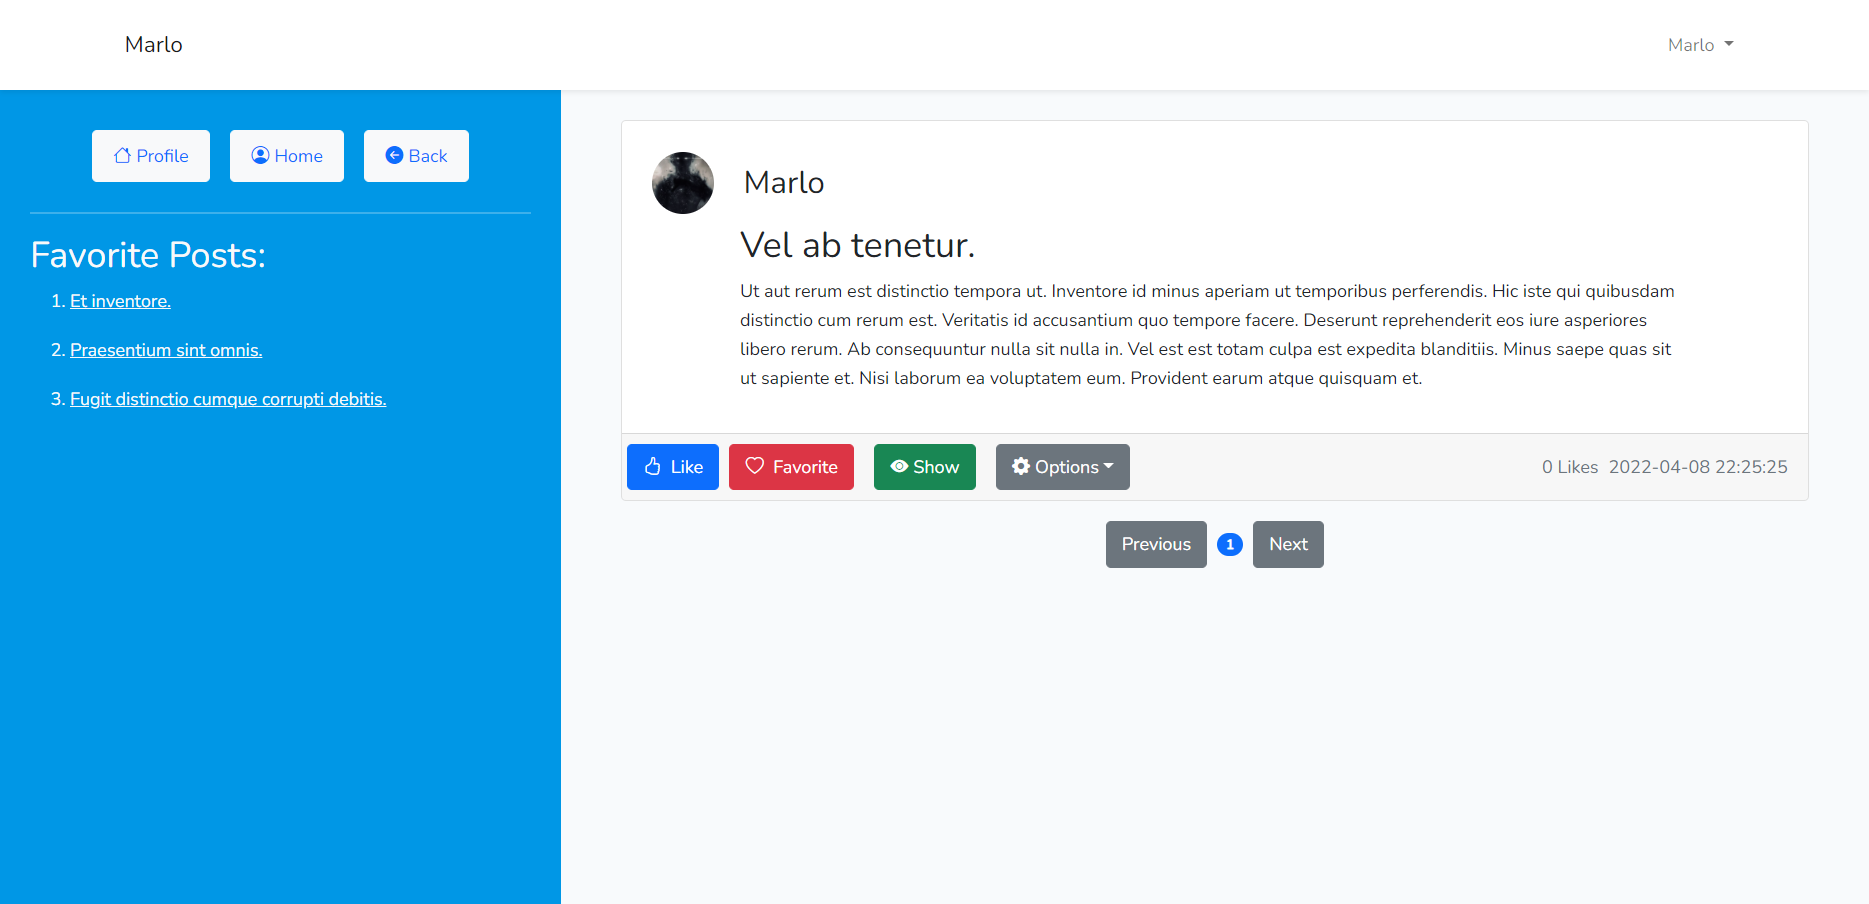 Marlo
Marlo
Profile
Home
Back
Favorite Posts:
1. Et inventore.
2. Praesentium sint omnis.
3. Fugit distinctio cumque corrupti debitis.
Marlo
Vel ab tenetur.
Ut aut rerum est distinctio tempora ut. Inventore id minus aperiam ut temporibus perferendis. Hic iste qui quibusdam
distinctio cum rerum est. Veritatis id accusantium quo tempore facere. Deserunt reprehenderit eos iure asperiores
libero rerum. Ab consequuntur nulla sit nulla in. Vel est est totam culpa est expedita blanditiis. Minus saepe quas sit
ut sapiente et. Nisi laborum ea voluptatem eum. Provident earum atque quisquam et.
Like
Favorite
Show
Options
0 Likes 2022-04-08 22:25:25
Previous
1
Next